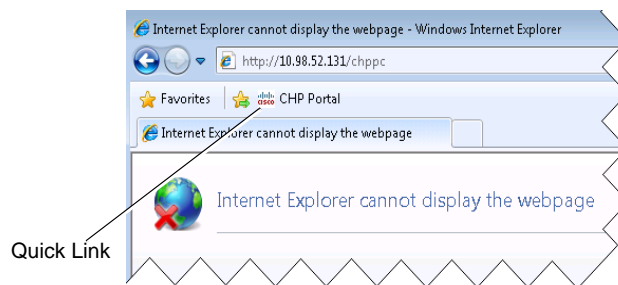 Internet Explorer cannot display the webpage - Windows Internet Explorer
http://10.98.52.131/chppc
Favorites
cisco CHP Portal
Internet Explorer cannot display the webpage
Internet Explorer cannot display the webpage
Quick Link